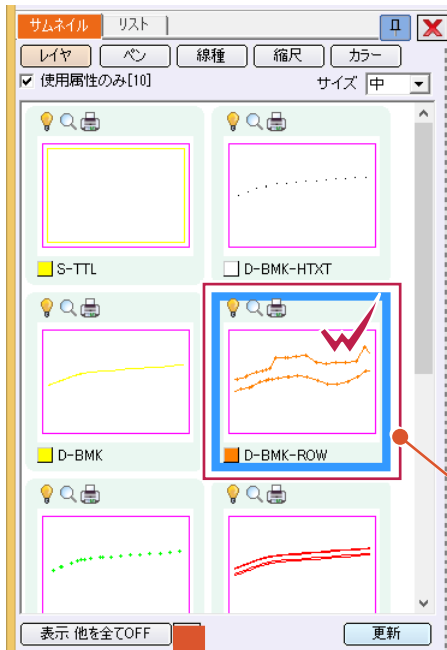 サムネイル リスト
レイヤ ペン 線種 縮尺 カラー
使用属性のみ[10] サイズ 中
S-TTL D-BMK-HTXT
D-BMK D-BMK-ROW
表示 他を全てOFF 更新